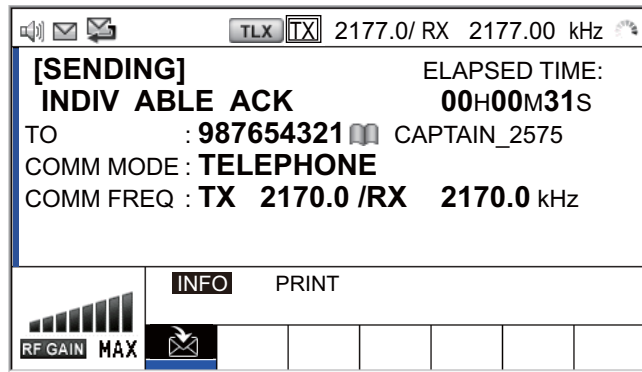 TLX TX 2177.0/ RX 2177.00 kHz
[SENDING] ELAPSED TIME:
INDIV ABLE ACK 00H00M31S
TO : 987654321 CAPTAIN_2575
COMM MODE : TELEPHONE
COMM FREQ : TX 2170.0 /RX 2170.0 kHz
INFO PRINT
RF GAIN MAX